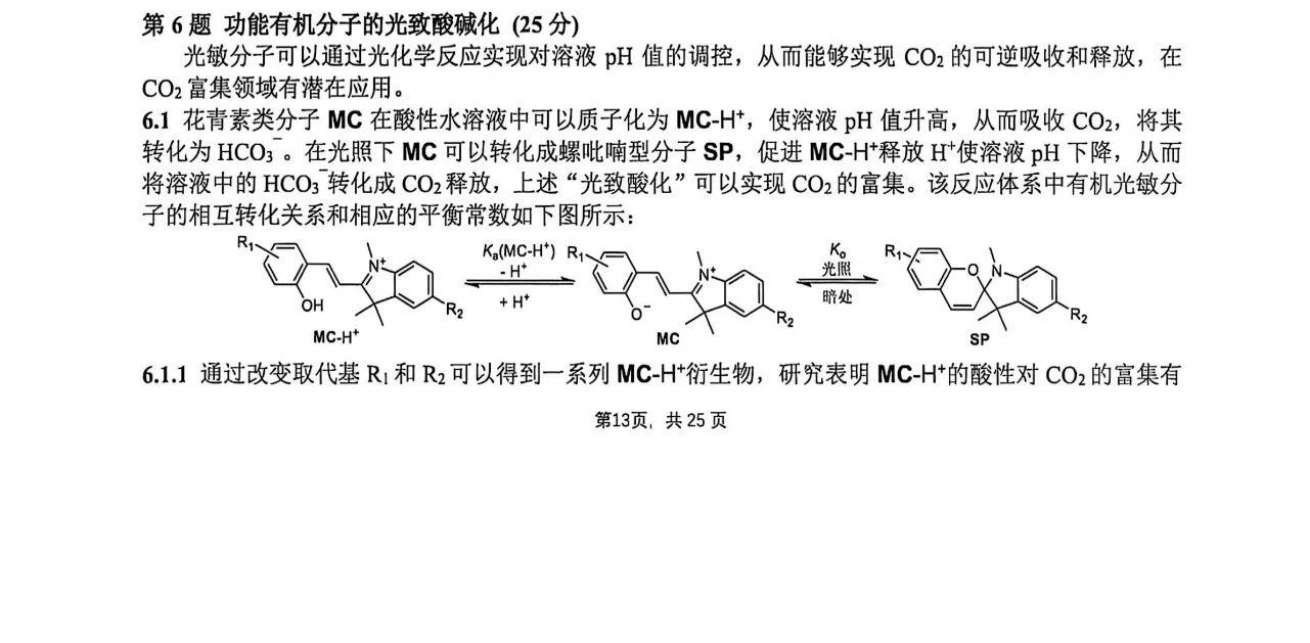 第 6 题 功能有机分子的光致酸碱化 (25 分)
光敏分子可以通过光化学反应实现对溶液 pH 值的调控，从而能够实现 CO₂ 的可逆吸收和释放，在
CO₂ 富集领域有潜在应用。
6.1 花青素类分子 MC 在酸性水溶液中可以质子化为 MC-H⁺，使溶液 pH 值升高，从而吸收 CO₂，将其
转化为 HCO₃⁻。在光照下 MC 可以转化成螺吡喃型分子 SP，促进 MC-H⁺释放 H⁺使溶液 pH 下降，从而
将溶液中的 HCO₃⁻转化成 CO₂ 释放，上述“光致酸化”可以实现 CO₂ 的富集。该反应体系中有机光敏分
子的相互转化关系和相应的平衡常数如下图所示：
R₁ OH N⁺ R₂
MC-H⁺
Kₐ(MC-H⁺)
- H⁺
+ H⁺
R₁ O⁻ N⁺ R₂
MC
Kₒ
光照
暗处
R₁ O N R₂
SP
6.1.1 通过改变取代基 R₁ 和 R₂ 可以得到一系列 MC-H⁺衍生物，研究表明 MC-H⁺的酸性对 CO₂ 的富集有
第13页，共 25 页